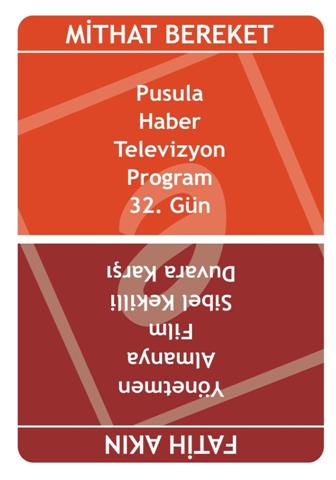 MİTHAT BEREKET
Pusula
Haber
Televizyon
Program
32. Gün
FATİH AKIN
Yönetmen
Almanya
Film
Sibel Kekilli
Duvara Karşı